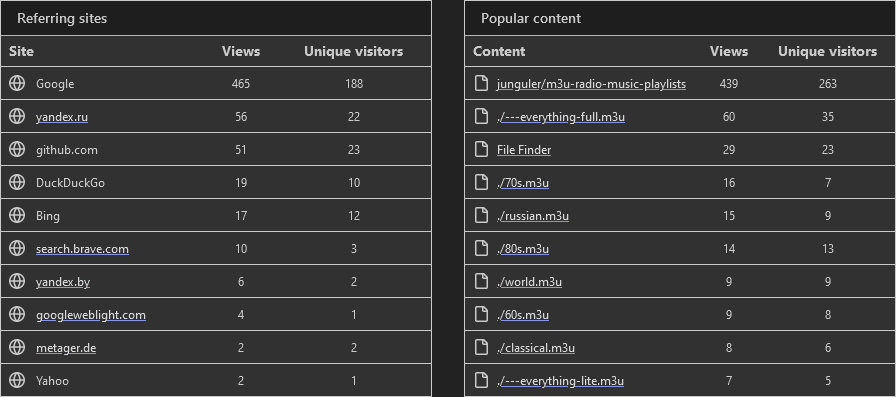 Referring sites
Site Views Unique visitors
Google 465 188
yandex.ru 56 22
github.com 51 23
DuckDuckGo 19 10
Bing 17 12
search.brave.com 10 3
yandex.by 6 2
googleweblight.com 4 1
metager.de 2 2
Yahoo 2 1
Popular content
Content Views Unique visitors
junguler/m3u-radio-music-playlists 439 263
./---everything-full.m3u 60 35
File Finder 29 23
./70s.m3u 16 7
./russian.m3u 15 9
./80s.m3u 14 13
./world.m3u 9 9
./60s.m3u 9 8
./classical.m3u 8 6
./---everything-lite.m3u 7 5